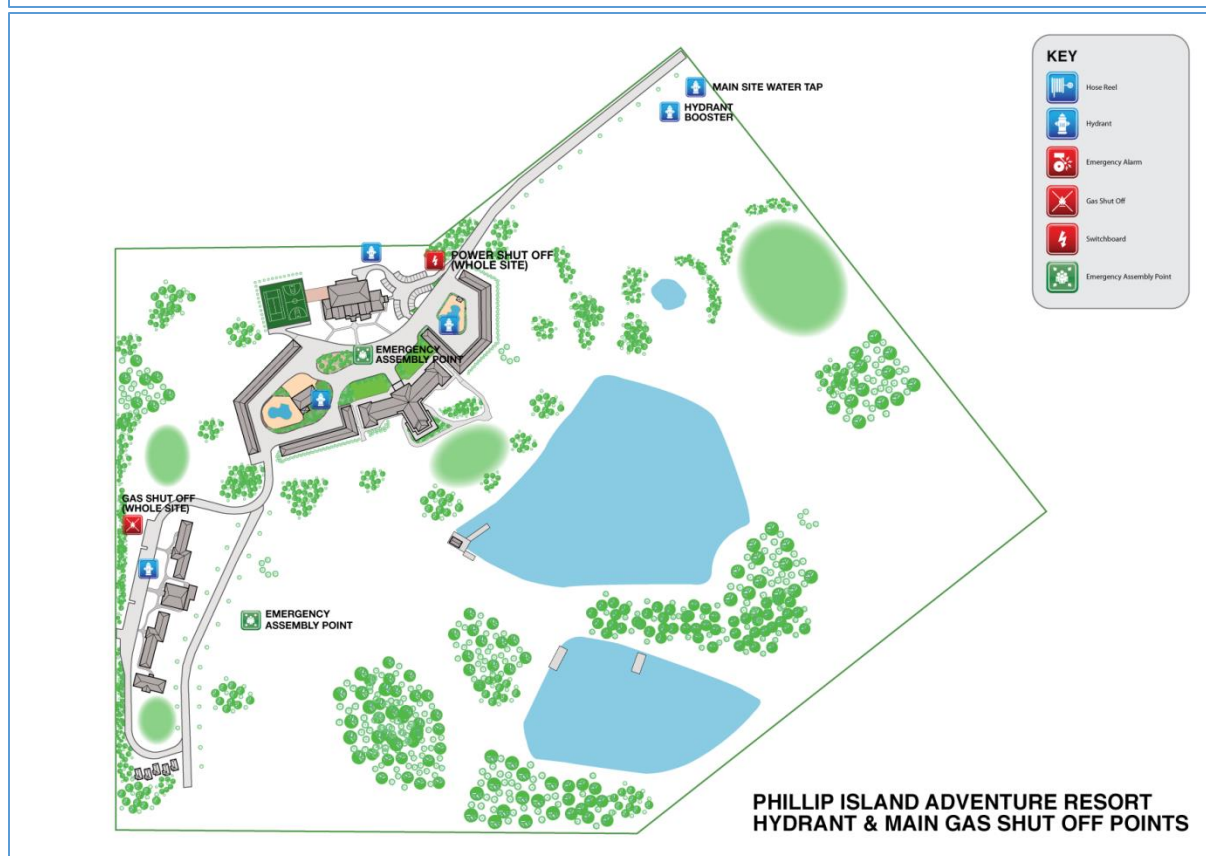 MAIN SITE WATER TAP
HYDRANT
BOOSTER
KEY
Hose Reel
Hydrant
Emergency Alarm
Gas Shut Off
Switchboard
Emergency Assembly Point
POWER SHUT OFF
(WHOLE SITE)
EMERGENCY
ASSEMBLY POINT
GAS SHUT OFF
(WHOLE SITE)
EMERGENCY
ASSEMBLY POINT
PHILLIP ISLAND ADVENTURE RESORT
HYDRANT & MAIN GAS SHUT OFF POINTS